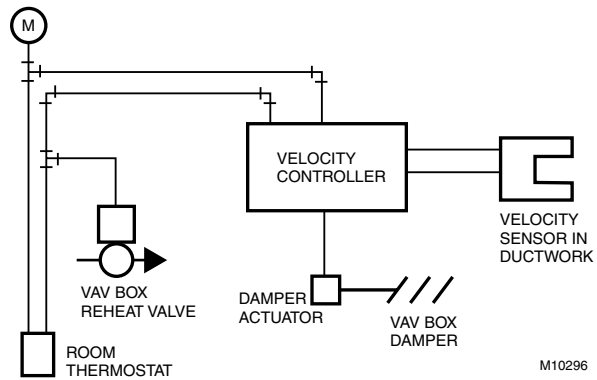 M
VELOCITY
CONTROLLER
VELOCITY
SENSOR IN
DUCTWORK
VAV BOX
REHEAT VALVE
DAMPER
ACTUATOR
VAV BOX
DAMPER
ROOM
THERMOSTAT
M10296